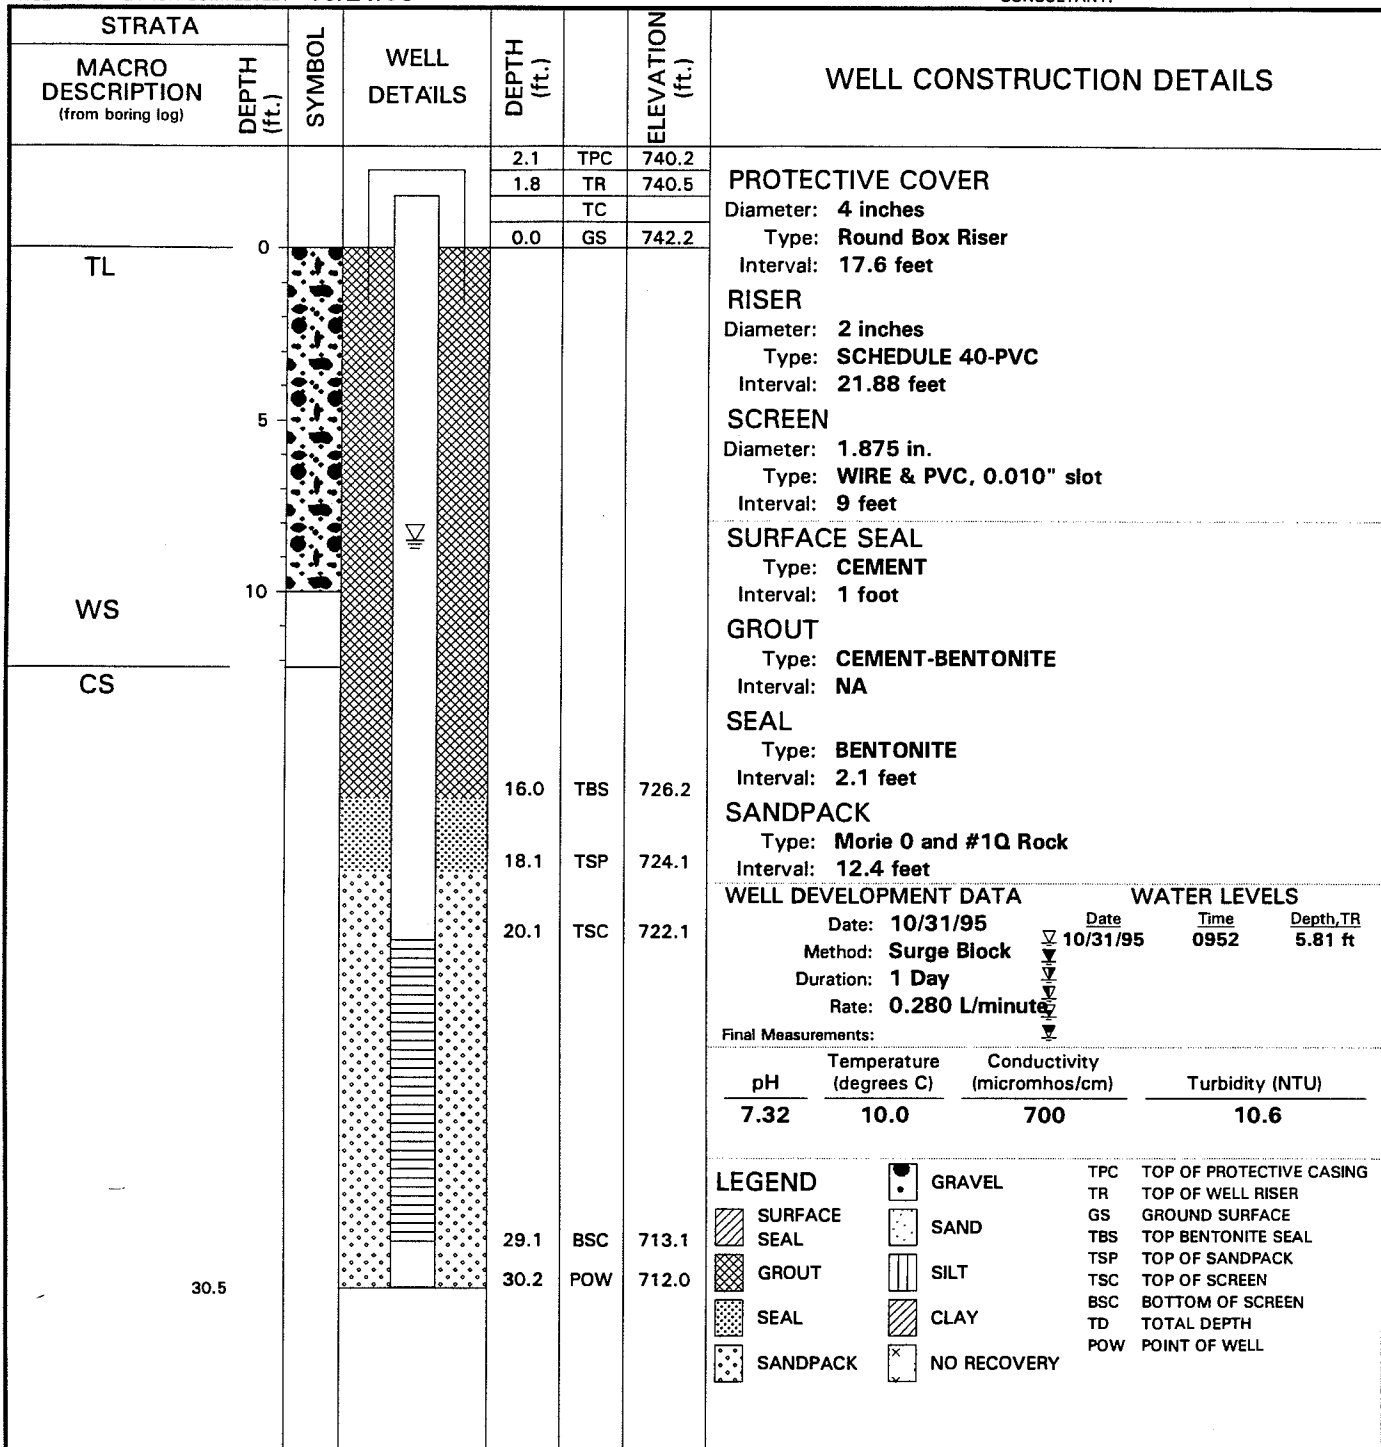 STRATA
MACRO
DESCRIPTION
(from boring log)
DEPTH
(ft.)
SYMBOL
WELL
DETAILS
DEPTH
(ft.)
ELEVATION
(ft.)
WELL CONSTRUCTION DETAILS
2.1 TPC 740.2
1.8 TR 740.5
TC
0.0 GS 742.2
0
TL
5
10
WS
CS
16.0 TBS 726.2
18.1 TSP 724.1
20.1 TSC 722.1
29.1 BSC 713.1
30.2 POW 712.0
30.5
PROTECTIVE COVER
Diameter: 4 inches
Type: Round Box Riser
Interval: 17.6 feet
RISER
Diameter: 2 inches
Type: SCHEDULE 40-PVC
Interval: 21.88 feet
SCREEN
Diameter: 1.875 in.
Type: WIRE & PVC, 0.010" slot
Interval: 9 feet
SURFACE SEAL
Type: CEMENT
Interval: 1 foot
GROUT
Type: CEMENT-BENTONITE
Interval: NA
SEAL
Type: BENTONITE
Interval: 2.1 feet
SANDPACK
Type: Morie 0 and #1Q Rock
Interval: 12.4 feet
WELL DEVELOPMENT DATA
Date: 10/31/95
Method: Surge Block
Duration: 1 Day
Rate: 0.280 L/minute
WATER LEVELS
Date Time Depth,TR
10/31/95 0952 5.81 ft
Final Measurements:
pH
Temperature
(degrees C)
Conductivity
(micromhos/cm)
Turbidity (NTU)
7.32 10.0 700 10.6
LEGEND
SURFACE
SEAL
GROUT
SEAL
SANDPACK
GRAVEL
SAND
SILT
CLAY
NO RECOVERY
TPC TOP OF PROTECTIVE CASING
TR TOP OF WELL RISER
GS GROUND SURFACE
TBS TOP BENTONITE SEAL
TSP TOP OF SANDPACK
TSC TOP OF SCREEN
BSC BOTTOM OF SCREEN
TD TOTAL DEPTH
POW POINT OF WELL